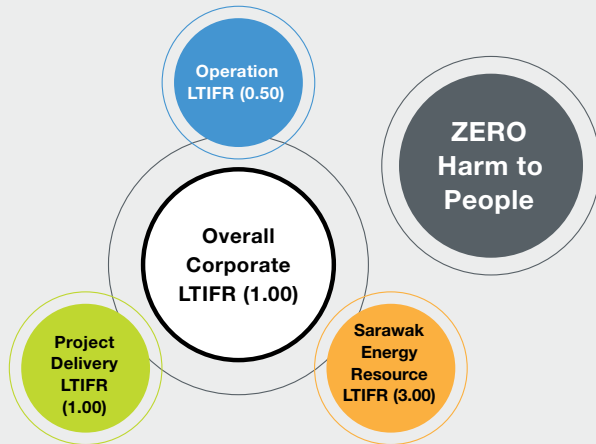 Operation
LTIFR (0.50)
ZERO
Harm to
People
Overall
Corporate
LTIFR (1.00)
Project
Delivery
LTIFR
(1.00)
Sarawak
Energy
Resource
LTIFR (3.00)